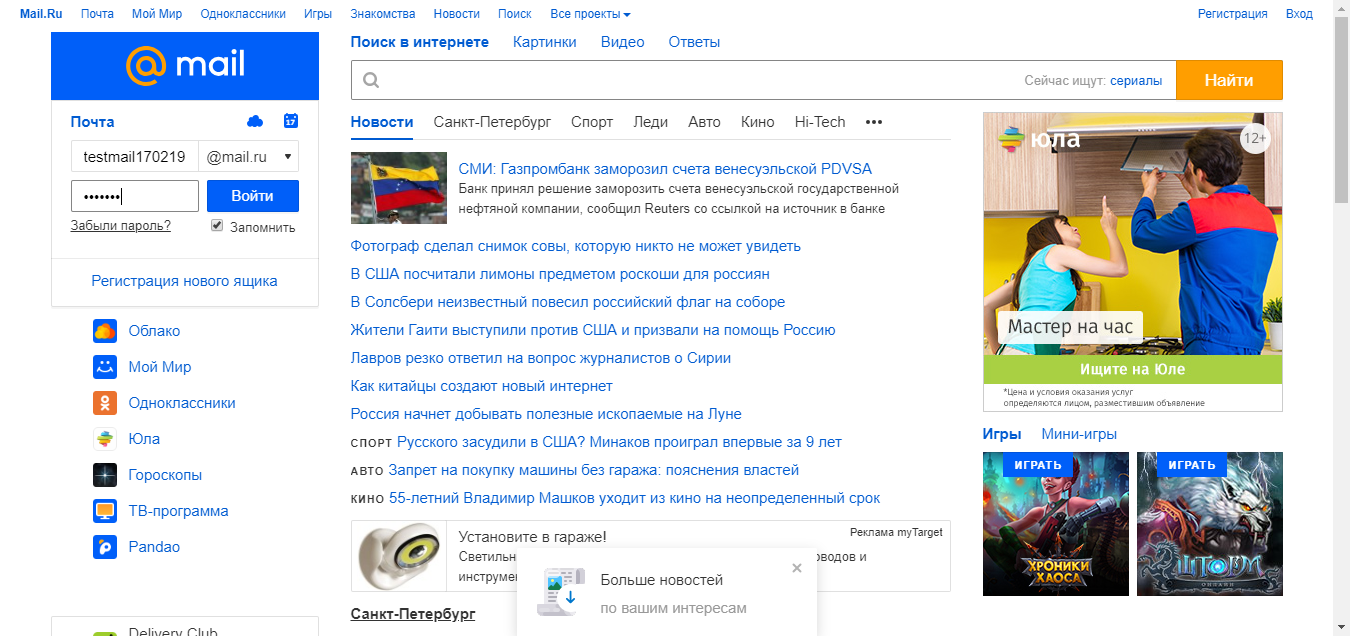 Mail.Ru Почта Мой Мир Одноклассники Игры Знакомства Новости Поиск Все проекты Регистрация Вход
@mail
Почта 17
testmail170219 @mail.ru
••••••• Войти
Забыли пароль? Запомнить
Регистрация нового ящика
Облако
Мой Мир
Одноклассники
Юла
Гороскопы
ТВ-программа
Pandao
Delivery Club
Поиск в интернете Картинки Видео Ответы
Сейчас ищут: сериалы Найти
Новости Санкт-Петербург Спорт Леди Авто Кино Hi-Tech •••
СМИ: Газпромбанк заморозил счета венесуэльской PDVSA
Банк принял решение заморозить счета венесуэльской государственной
нефтяной компании, сообщил Reuters со ссылкой на источник в банке
Фотограф сделал снимок совы, которую никто не может увидеть
В США посчитали лимоны предметом роскоши для россиян
В Солсбери неизвестный повесил российский флаг на соборе
Жители Гаити выступили против США и призвали на помощь Россию
Лавров резко ответил на вопрос журналистов о Сирии
Как китайцы создают новый интернет
Россия начнет добывать полезные ископаемые на Луне
СПОРТ Русского засудили в США? Минаков проиграл впервые за 9 лет
АВТО Запрет на покупку машины без гаража: пояснения властей
КИНО 55-летний Владимир Машков уходит из кино на неопределенный срок
Установите в гараже! Реклама myTarget
Санкт-Петербург
Больше новостей
по вашим интересам
юла 12+
Мастер на час
Ищите на Юле
*Цена и условия оказания услуг
определяются лицом, разместившим объявление
Игры Мини-игры
ИГРАТЬ ИГРАТЬ
ХРОНИКИ
ХАОСА
ШТОРМ
ОНЛАЙН